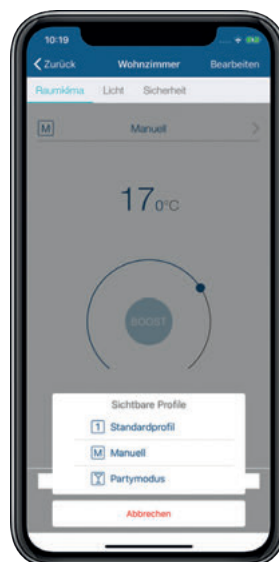 10:19
Zurück Wohnzimmer Bearbeiten
Raumklima Licht Sicherheit
M Manuell
17.0°C
BOOST
Sichtbare Profile
1 Standardprofil
M Manuell
Partymodus
Abbrechen